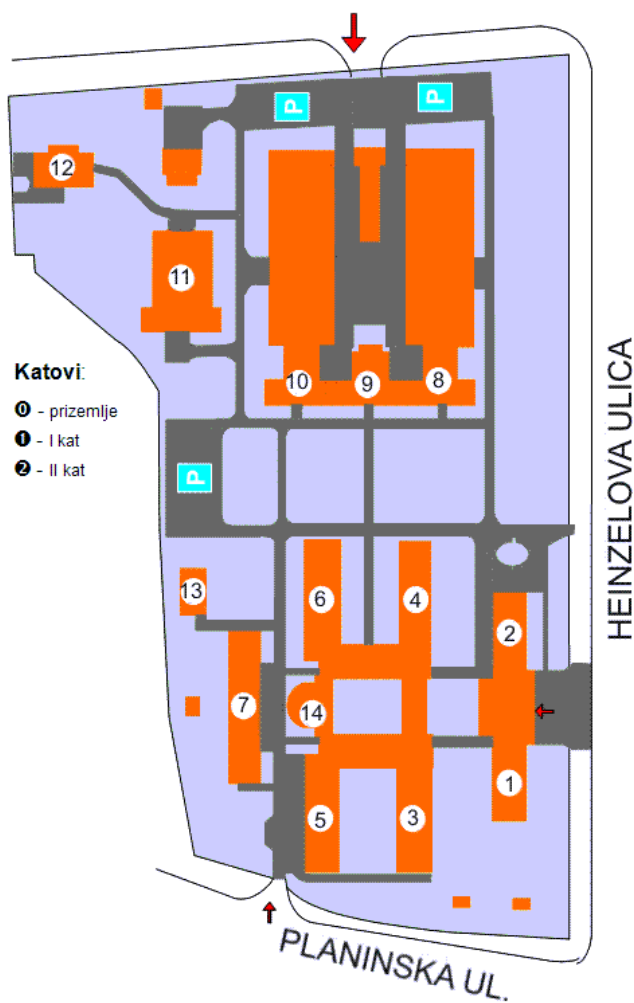 P
P
12
11
Katovi:
0 - prizemlje
1 - I kat
2 - II kat
10
9
8
P
HEINZELOVA ULICA
13
6
4
2
7
14
1
5
3
PLANINSKA UL.